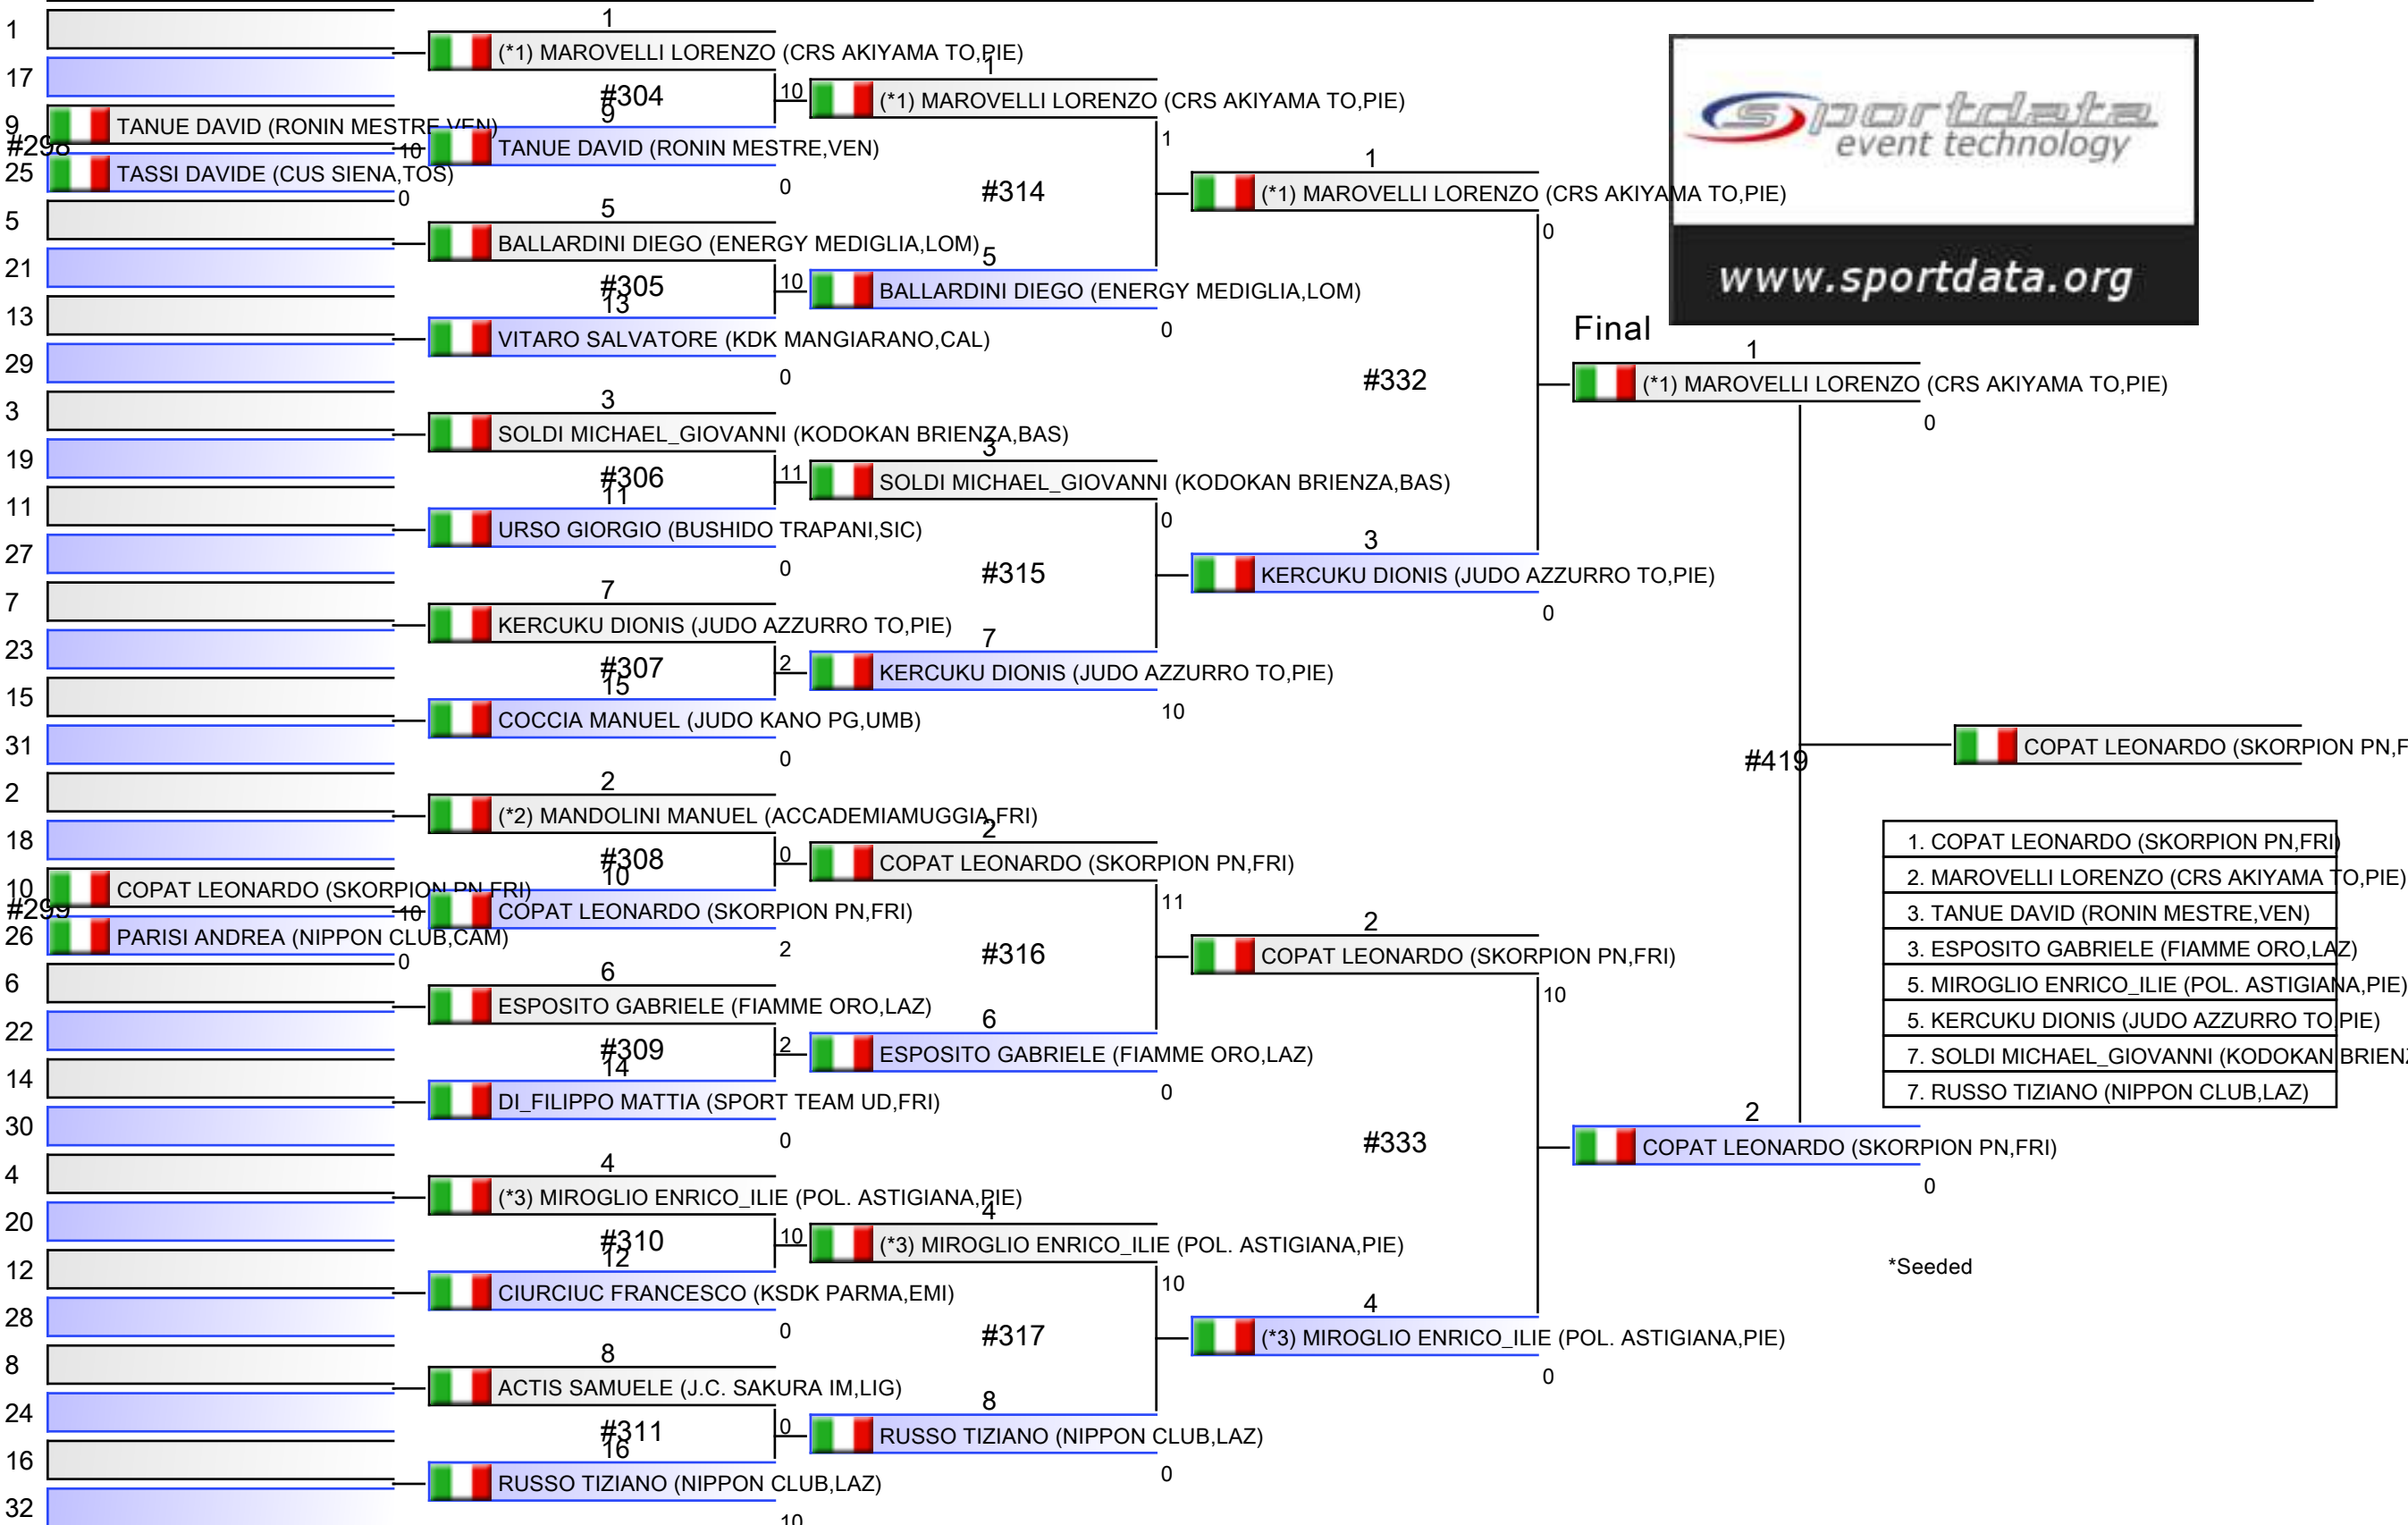 1
17
9
#298
25
5
21
13
29
3
19
11
27
7
23
15
31
2
18
10
#299
26
6
22
14
30
4
20
12
28
8
24
16
32
TANUE DAVID (RONIN MESTRE,VEN)
10
TASSI DAVIDE (CUS SIENA,TOS)
0
COPAT LEONARDO (SKORPION PN,FRI)
10
PARISI ANDREA (NIPPON CLUB,CAM)
0
1
(*1) MAROVELLI LORENZO (CRS AKIYAMA TO,PIE)
#304
10
9
TANUE DAVID (RONIN MESTRE,VEN)
0
5
BALLARDINI DIEGO (ENERGY MEDIGLIA,LOM)
#305
10
13
VITARO SALVATORE (KDK MANGIARANO,CAL)
0
3
SOLDI MICHAEL_GIOVANNI (KODOKAN BRIENZA,BAS)
#306
11
11
URSO GIORGIO (BUSHIDO TRAPANI,SIC)
0
7
KERCUKU DIONIS (JUDO AZZURRO TO,PIE)
#307
2
15
COCCIA MANUEL (JUDO KANO PG,UMB)
0
2
(*2) MANDOLINI MANUEL (ACCADEMIAMUGGIA,FRI)
#308
0
10
COPAT LEONARDO (SKORPION PN,FRI)
2
6
ESPOSITO GABRIELE (FIAMME ORO,LAZ)
#309
2
14
DI_FILIPPO MATTIA (SPORT TEAM UD,FRI)
0
4
(*3) MIROGLIO ENRICO_ILIE (POL. ASTIGIANA,PIE)
#310
10
12
CIURCIUC FRANCESCO (KSDK PARMA,EMI)
0
8
ACTIS SAMUELE (J.C. SAKURA IM,LIG)
#311
0
16
RUSSO TIZIANO (NIPPON CLUB,LAZ)
10
1
(*1) MAROVELLI LORENZO (CRS AKIYAMA TO,PIE)
1
#314
5
BALLARDINI DIEGO (ENERGY MEDIGLIA,LOM)
0
3
SOLDI MICHAEL_GIOVANNI (KODOKAN BRIENZA,BAS)
0
#315
7
KERCUKU DIONIS (JUDO AZZURRO TO,PIE)
10
2
COPAT LEONARDO (SKORPION PN,FRI)
11
#316
6
ESPOSITO GABRIELE (FIAMME ORO,LAZ)
0
4
(*3) MIROGLIO ENRICO_ILIE (POL. ASTIGIANA,PIE)
10
#317
8
RUSSO TIZIANO (NIPPON CLUB,LAZ)
0
1
(*1) MAROVELLI LORENZO (CRS AKIYAMA TO,PIE)
0
#332
3
KERCUKU DIONIS (JUDO AZZURRO TO,PIE)
0
2
COPAT LEONARDO (SKORPION PN,FRI)
10
#333
4
(*3) MIROGLIO ENRICO_ILIE (POL. ASTIGIANA,PIE)
0
sportdata
event technology
www.sportdata.org
Final
1
(*1) MAROVELLI LORENZO (CRS AKIYAMA TO,PIE)
0
#419
2
COPAT LEONARDO (SKORPION PN,FRI)
0
COPAT LEONARDO (SKORPION PN,F
1. COPAT LEONARDO (SKORPION PN,FRI)
2. MAROVELLI LORENZO (CRS AKIYAMA TO,PIE)
3. TANUE DAVID (RONIN MESTRE,VEN)
3. ESPOSITO GABRIELE (FIAMME ORO,LAZ)
5. MIROGLIO ENRICO_ILIE (POL. ASTIGIANA,PIE)
5. KERCUKU DIONIS (JUDO AZZURRO TO,PIE)
7. SOLDI MICHAEL_GIOVANNI (KODOKAN BRIEN
7. RUSSO TIZIANO (NIPPON CLUB,LAZ)
*Seeded